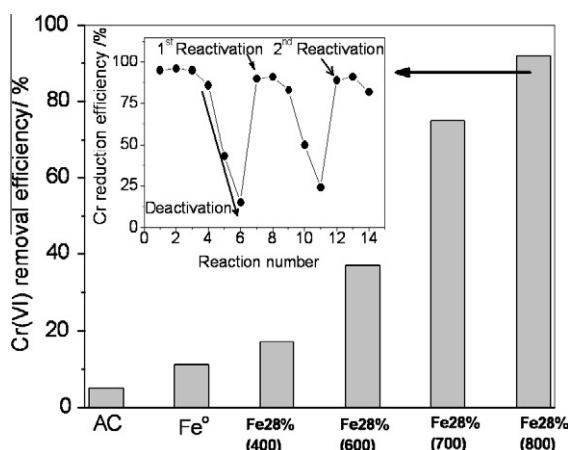 Cr(VI) removal efficiency/ %
100
80
60
40
20
0
AC
Fe°
Fe28%
(400)
Fe28%
(600)
Fe28%
(700)
Fe28%
(800)
Cr reduction efficiency /%
100
75
50
25
0
1st Reactivation
2nd Reactivation
Deactivation
0 2 4 6 8 10 12 14
Reaction number